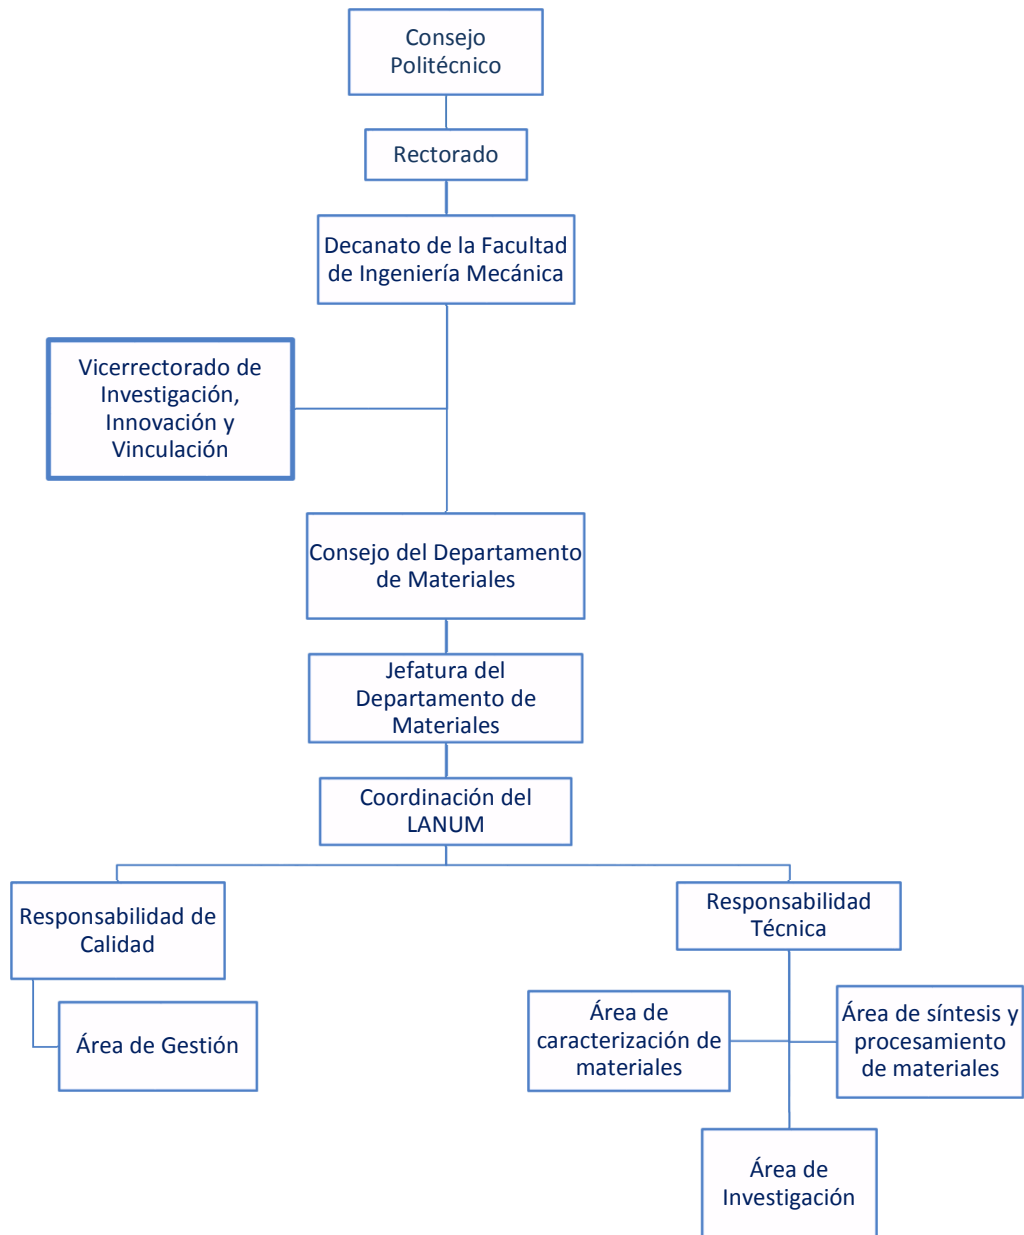 Consejo
Politécnico
Rectorado
Decanato de la Facultad
de Ingeniería Mecánica
Vicerrectorado de
Investigación,
Innovación y
Vinculación
Consejo del Departamento
de Materiales
Jefatura del
Departamento de
Materiales
Coordinación del
LANUM
Responsabilidad de
Calidad
Área de Gestión
Responsabilidad
Técnica
Área de
caracterización de
materiales
Área de síntesis y
procesamiento
de materiales
Área de
Investigación